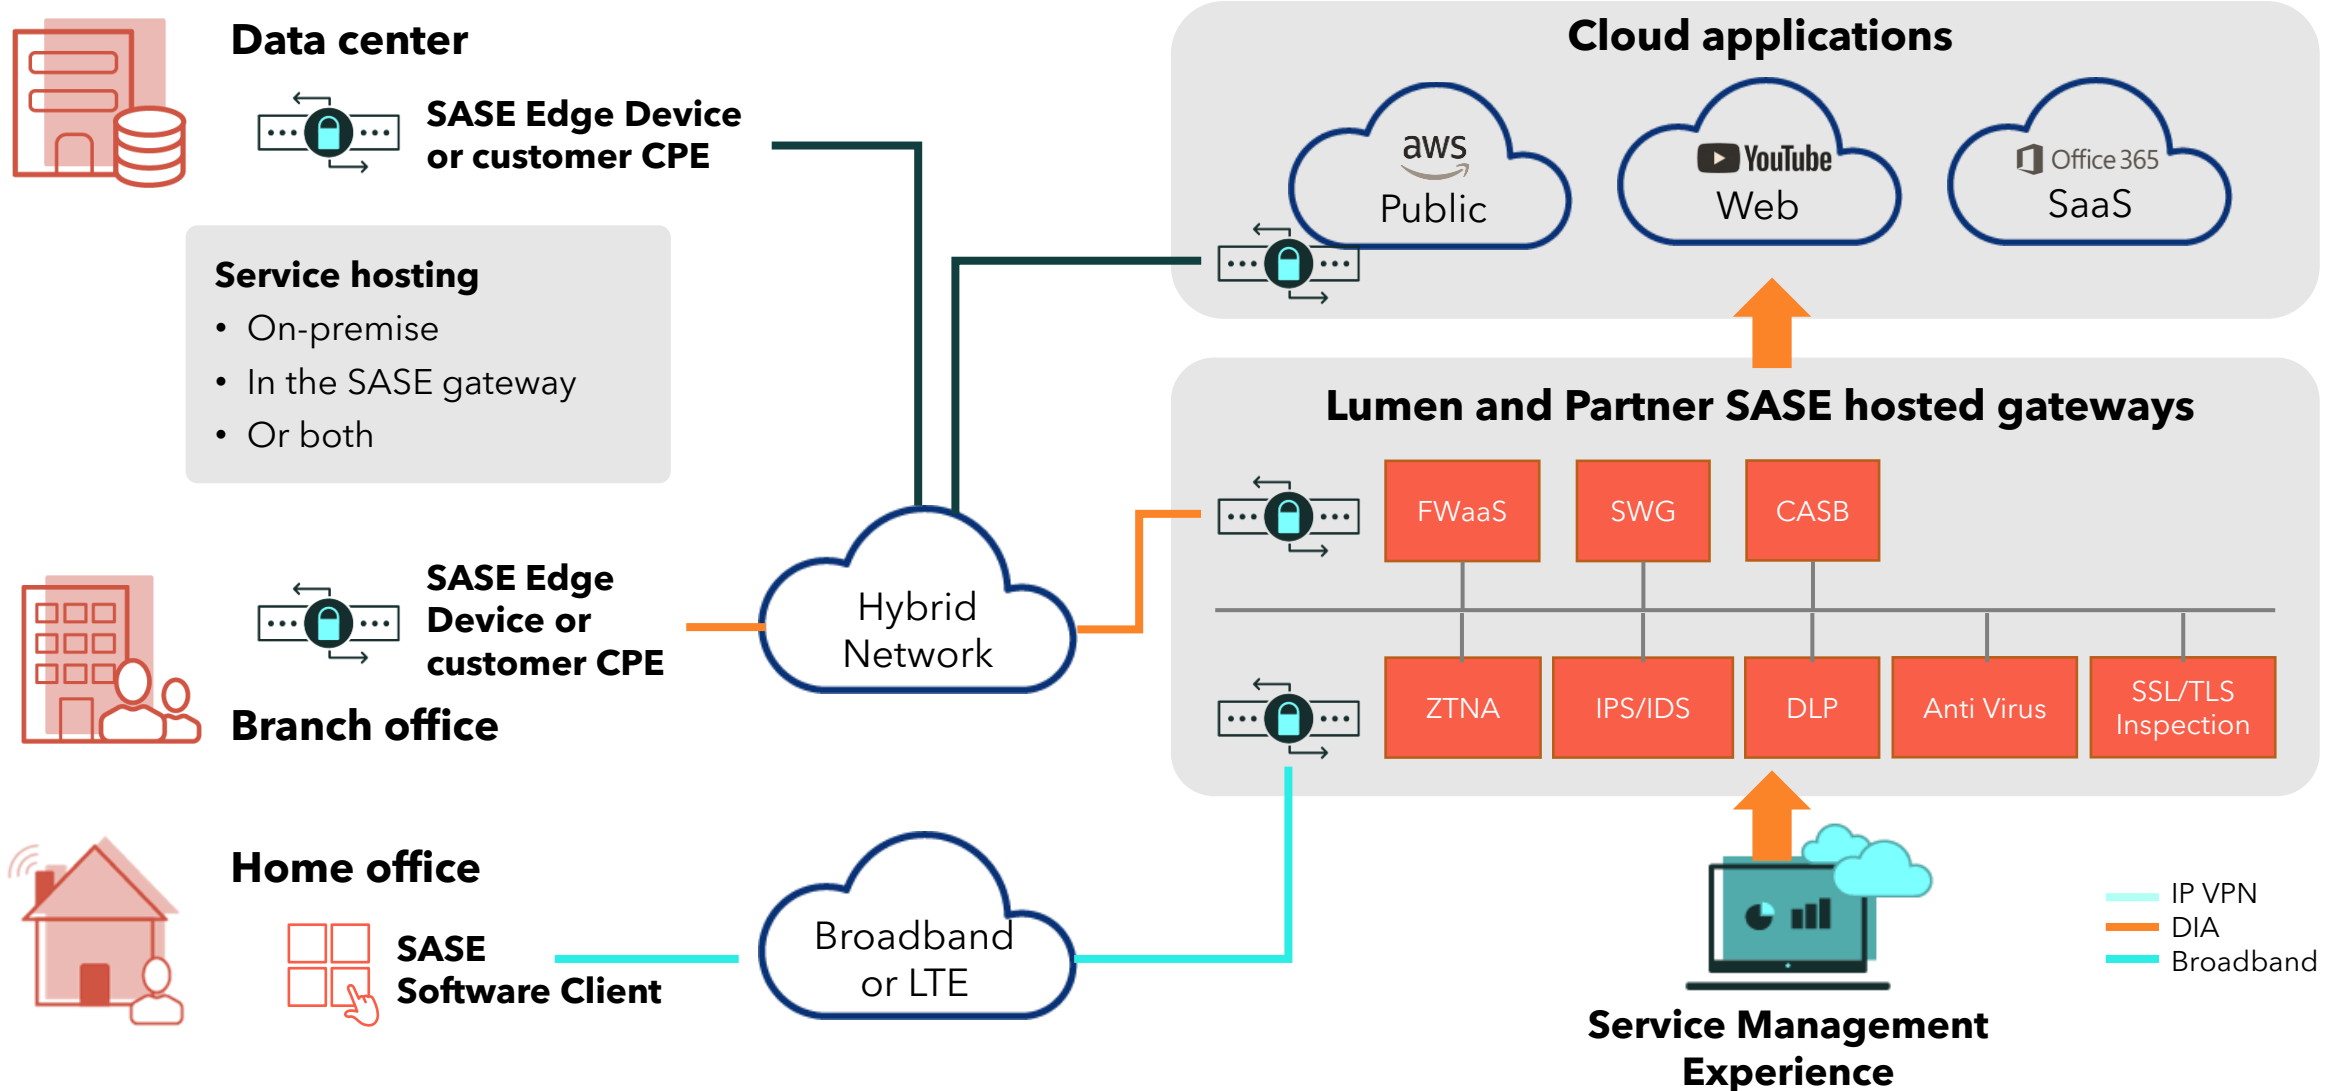 Data center
SASE Edge Device
or customer CPE
Service hosting
• On-premise
• In the SASE gateway
• Or both
SASE Edge
Device or
customer CPE
Branch office
Home office
SASE
Software Client
Hybrid
Network
Broadband
or LTE
Cloud applications
aws
Public
YouTube
Web
Office 365
SaaS
Lumen and Partner SASE hosted gateways
FWaaS
SWG
CASB
ZTNA
IPS/IDS
DLP
Anti Virus
SSL/TLS
Inspection
Service Management
Experience
IP VPN
DIA
Broadband